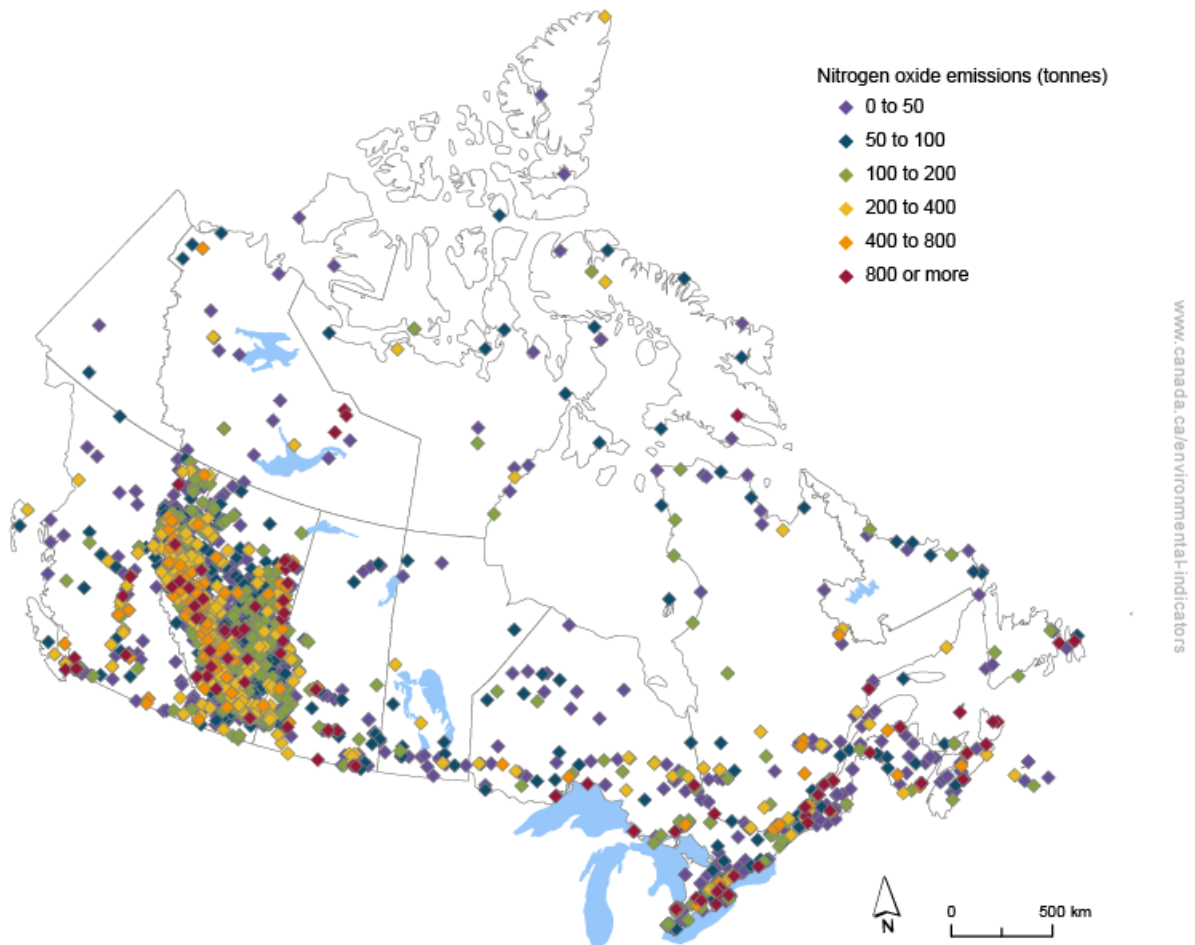 Nitrogen oxide emissions (tonnes)
0 to 50
50 to 100
100 to 200
200 to 400
400 to 800
800 or more
www.canada.ca/environmental-indicators
N
0 500 km